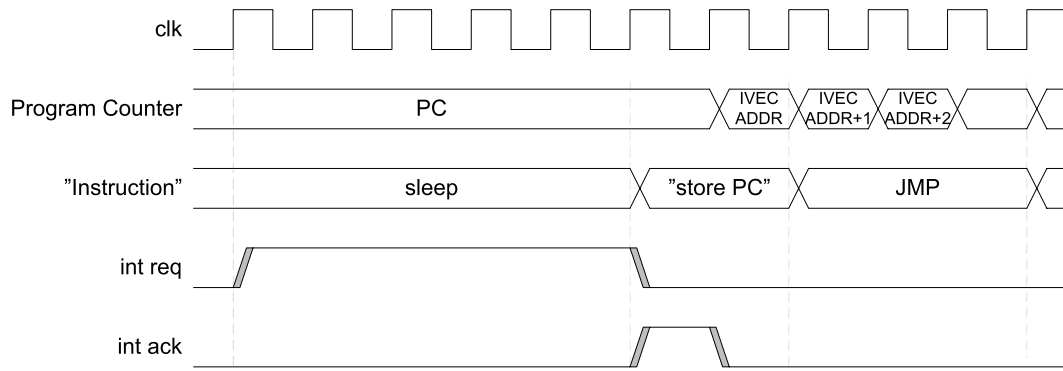 clk
Program Counter
PC
IVEC
ADDR
IVEC
ADDR+1
IVEC
ADDR+2
”Instruction”
sleep
”store PC”
JMP
int req
int ack